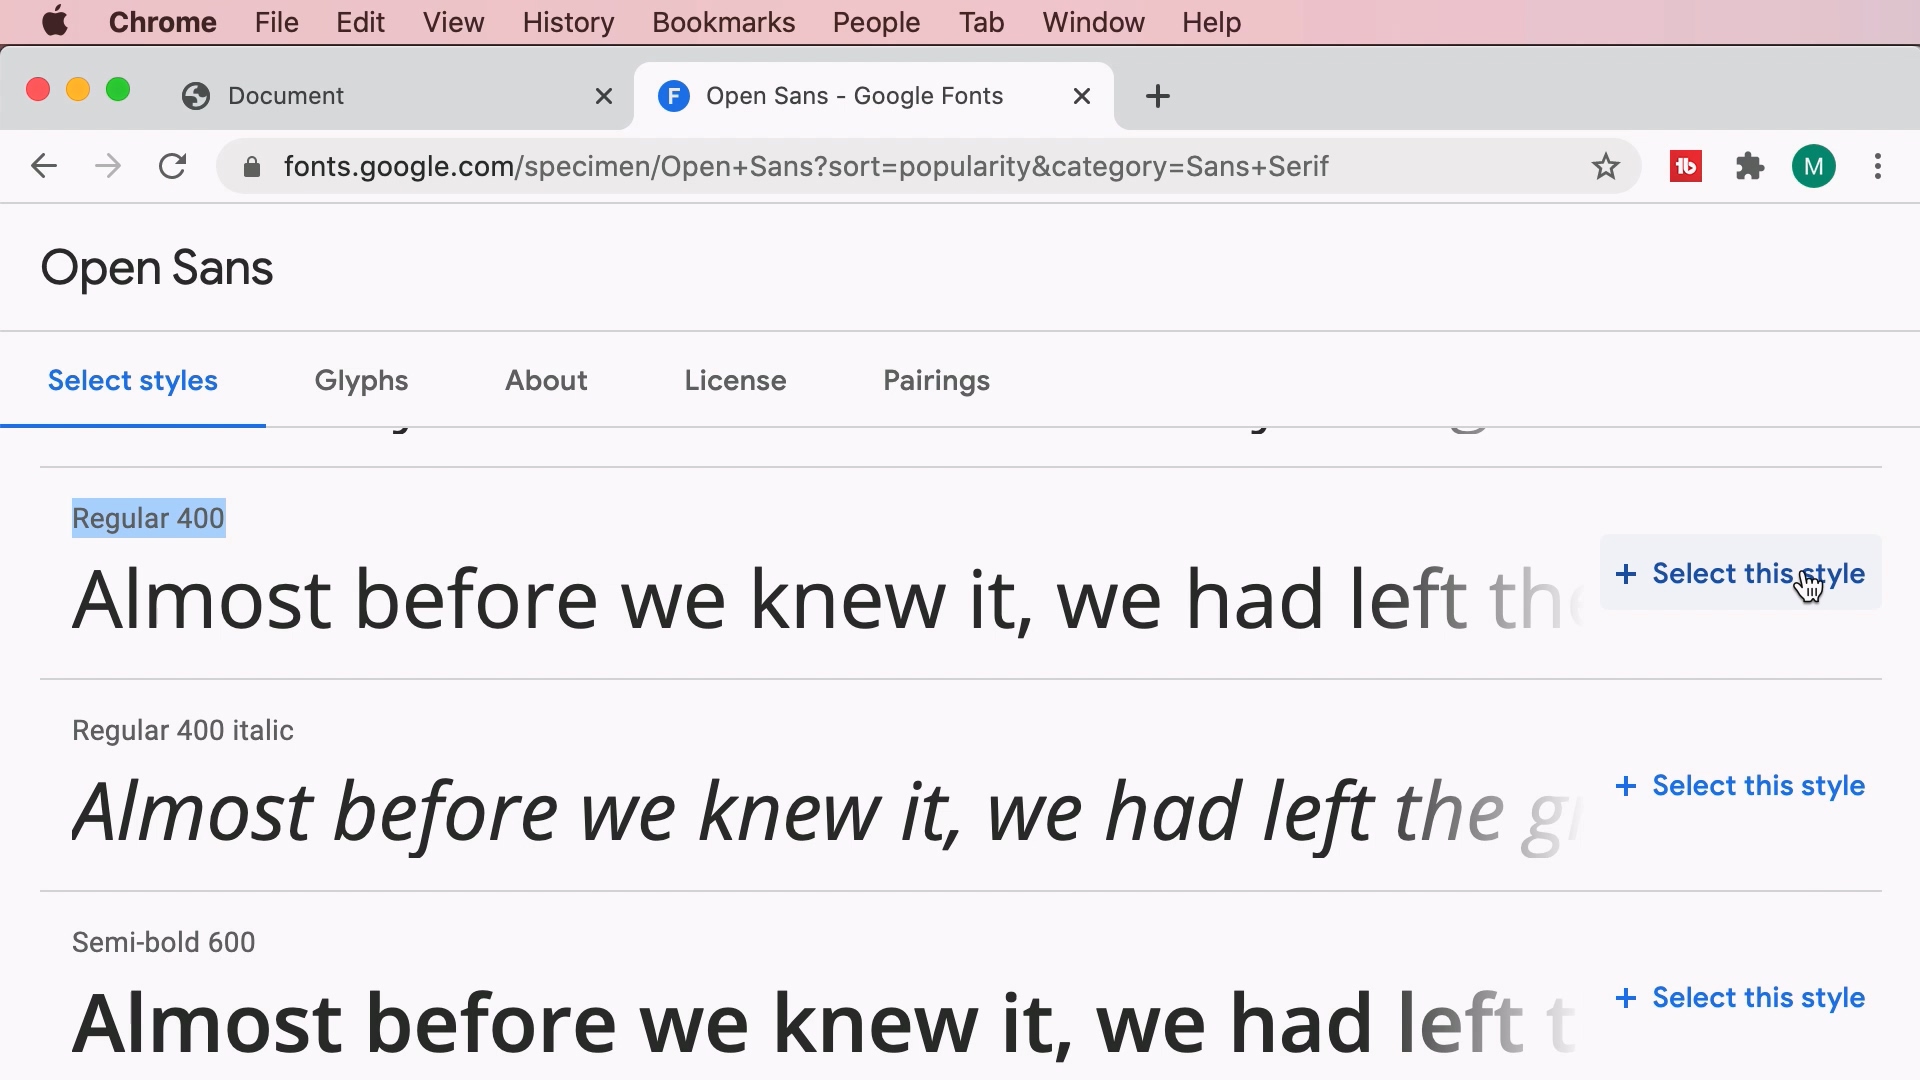 Chrome File Edit View History Bookmarks People Tab Window Help
Document
F Open Sans - Google Fonts
fonts.google.com/specimen/Open+Sans?sort=popularity&category=Sans+Serif
tb
M
Open Sans
Select styles Glyphs About License Pairings
Regular 400
Almost before we knew it, we had left the
+ Select this style
Regular 400 italic
Almost before we knew it, we had left the gr
+ Select this style
Semi-bold 600
Almost before we knew it, we had left t
+ Select this style